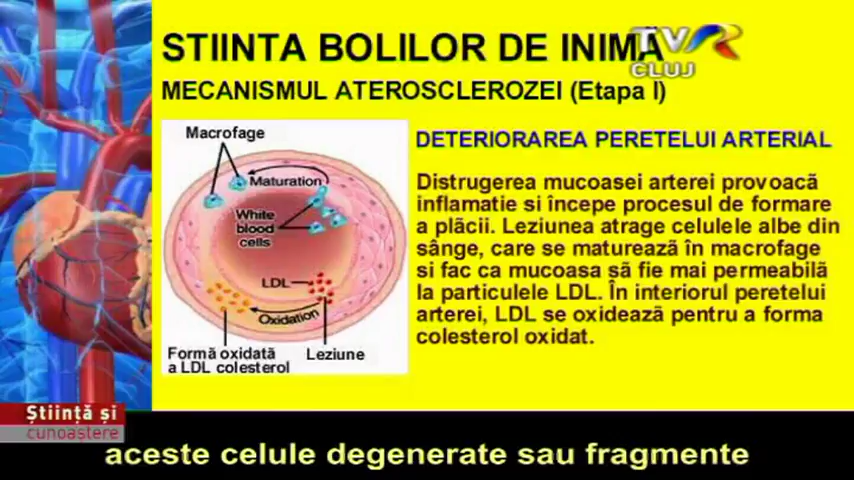 STIINTA BOLILOR DE INIMĂ
TVR
CLUJ
MECANISMUL ATEROSCLEROZEI (Etapa I)
Macrofage
Maturation
White
blood
cells
LDL
Oxidation
Formă oxidată
a LDL colesterol
Leziune
DETERIORAREA PERETELUI ARTERIAL
Distrugerea mucoasei arterei provoacă
inflamatie si începe procesul de formare
a plăcii. Leziunea atrage celulele albe din
sânge, care se maturează în macrofage
si fac ca mucoasa să fie mai permeabilă
la particulele LDL. În interiorul peretelui
arterei, LDL se oxidează pentru a forma
colesterol oxidat.
Știință și
cunoaștere
aceste celule degenerate sau fragmente